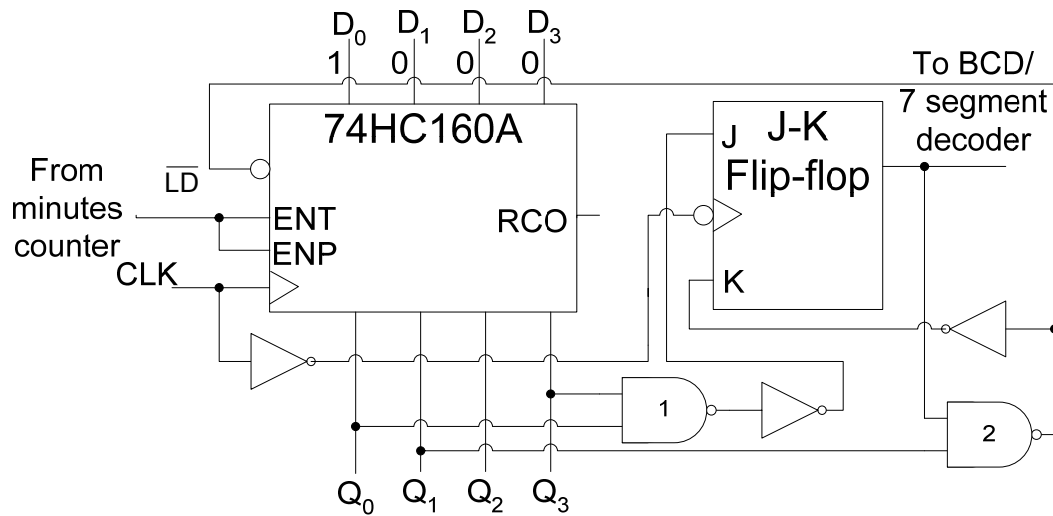 D0 D1 D2 D3
1 0 0 0
To BCD/
7 segment
decoder
74HC160A
J-K
Flip-flop
J
K
LD
From
minutes
counter
ENT
ENP
RCO
CLK
1
2
Q0 Q1 Q2 Q3